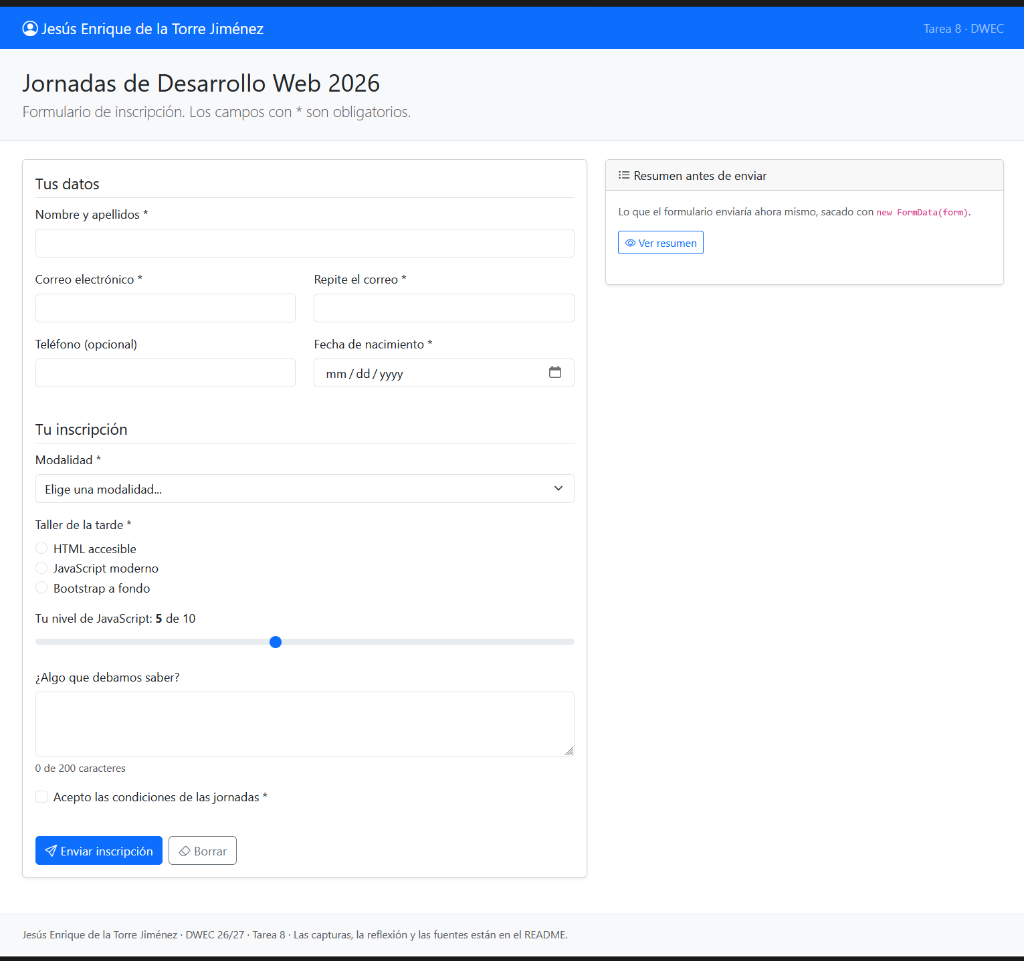 Jesús Enrique de la Torre Jiménez
Tarea 8 · DWEC
Jornadas de Desarrollo Web 2026
Formulario de inscripción. Los campos con * son obligatorios.
Tus datos
Nombre y apellidos *
Correo electrónico *
Repite el correo *
Teléfono (opcional)
Fecha de nacimiento *
mm/dd/yyyy
Tu inscripción
Modalidad *
Elige una modalidad...
Taller de la tarde *
HTML accesible
JavaScript moderno
Bootstrap a fondo
Tu nivel de JavaScript: 5 de 10
¿Algo que debamos saber?
0 de 200 caracteres
Acepto las condiciones de las jornadas *
Enviar inscripción
Borrar
Resumen antes de enviar
Lo que el formulario enviaría ahora mismo, sacado con new FormData(form).
Ver resumen
Jesús Enrique de la Torre Jiménez · DWEC 26/27 · Tarea 8 · Las capturas, la reflexión y las fuentes están en el README.